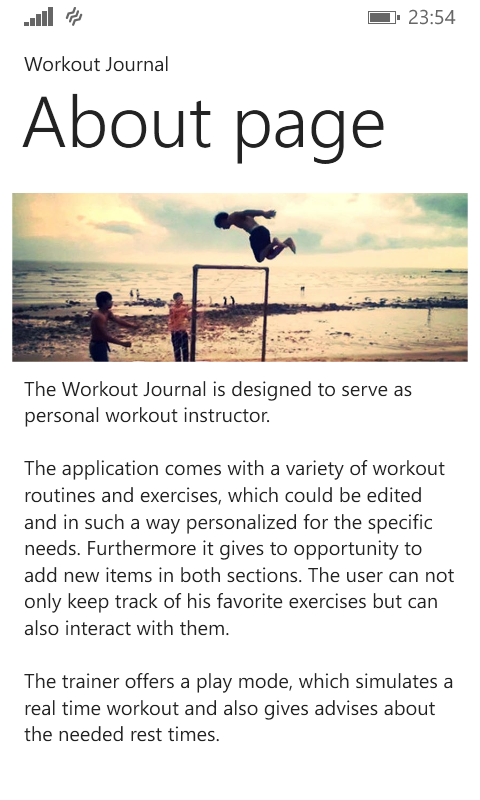 23:54
Workout Journal
About page
The Workout Journal is designed to serve as
personal workout instructor.
The application comes with a variety of workout
routines and exercises, which could be edited
and in such a way personalized for the specific
needs. Furthermore it gives to opportunity to
add new items in both sections. The user can not
only keep track of his favorite exercises but can
also interact with them.
The trainer offers a play mode, which simulates a
real time workout and also gives advises about
the needed rest times.